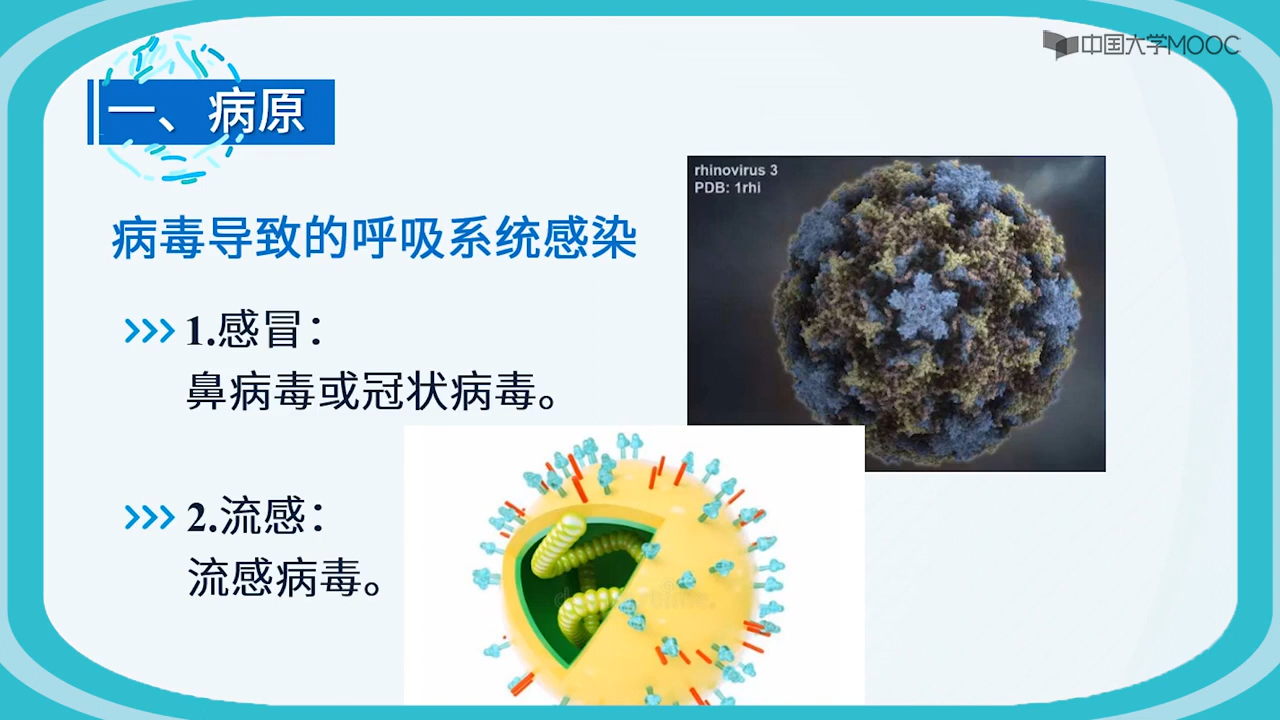 中国大学MOOC
一、病原
病毒导致的呼吸系统感染
1.感冒：
鼻病毒或冠状病毒。
2.流感：
流感病毒。
rhinovirus 3
PDB: 1rhi